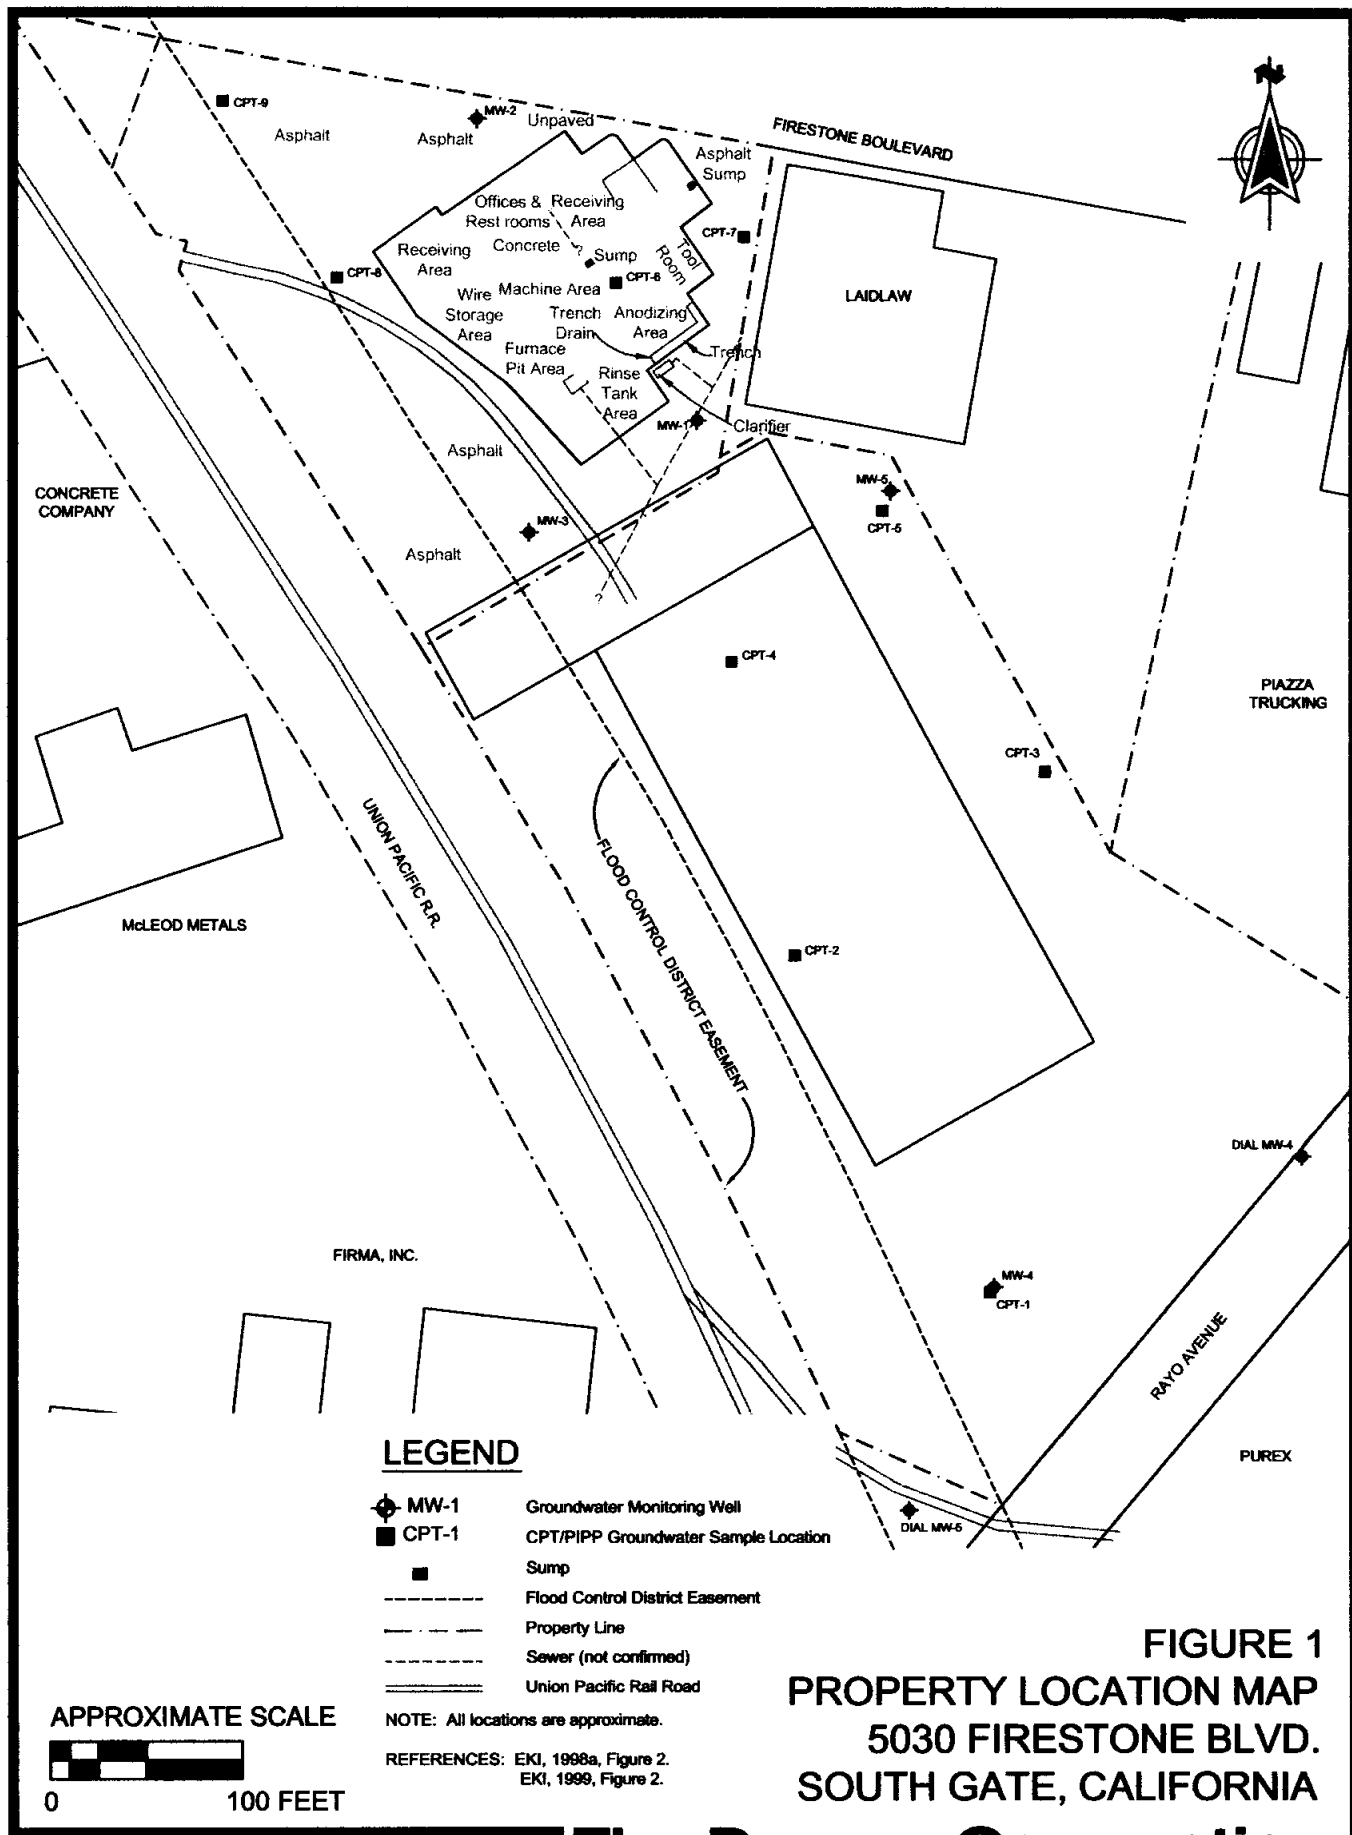 N
CPT-9
MW-2
Unpaved
Asphalt
Asphalt
FIRESTONE BOULEVARD
Asphalt
Sump
Offices &
Rest rooms
Receiving
Area
Concrete
?
Sump
CPT-7
Tool
Room
Receiving
Area
CPT-8
CPT-6
Machine Area
Wire
Storage
Area
Trench
Drain
Anodizing
Area
LAIDLAW
Furnace
Pit Area
Trench
Rinse
Tank
Area
MW-1
Clarifier
Asphalt
CONCRETE
COMPANY
MW-5
CPT-5
MW-3
Asphalt
?
CPT-4
PIAZZA
TRUCKING
CPT-3
UNION PACIFIC R.R.
FLOOD CONTROL DISTRICT EASEMENT
McLEOD METALS
CPT-2
DIAL MW-4
FIRMA, INC.
MW-4
CPT-1
RAYO AVENUE
PUREX
DIAL MW-5
LEGEND
MW-1 Groundwater Monitoring Well
CPT-1 CPT/PIPP Groundwater Sample Location
Sump
Flood Control District Easement
Property Line
Sewer (not confirmed)
Union Pacific Rail Road
NOTE: All locations are approximate.
REFERENCES: EKI, 1998a, Figure 2.
EKI, 1999, Figure 2.
APPROXIMATE SCALE
0 100 FEET
FIGURE 1
PROPERTY LOCATION MAP
5030 FIRESTONE BLVD.
SOUTH GATE, CALIFORNIA